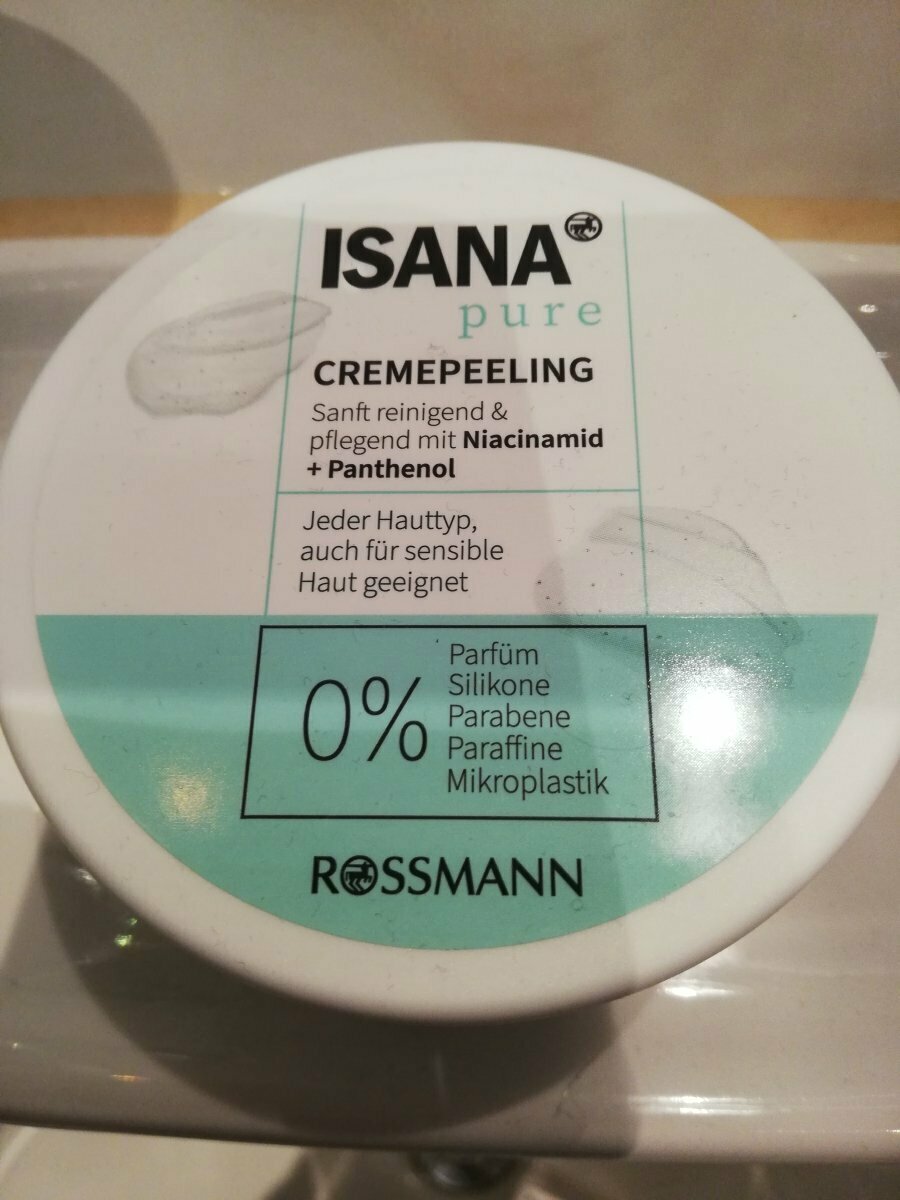 ISANA
pure
CREMEPEELING
Sanft reinigend &
pflegend mit Niacinamid
+ Panthenol
Jeder Hauttyp,
auch für sensible
Haut geeignet
0%
Parfüm
Silikone
Parabene
Paraffine
Mikroplastik
ROSSMANN